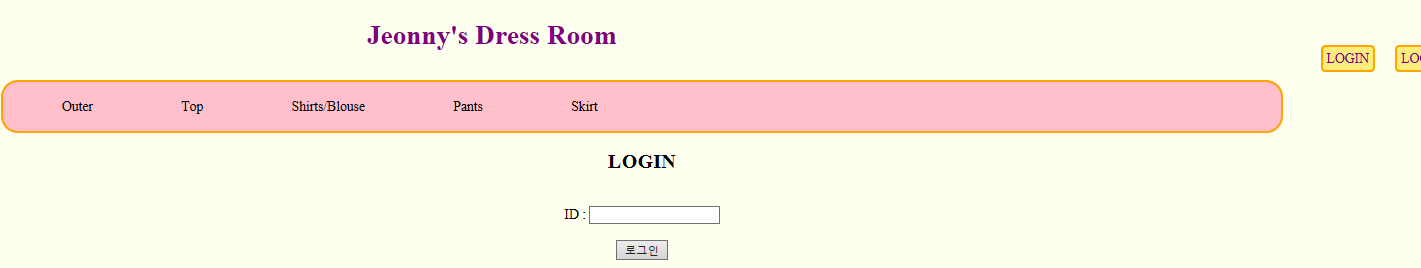 Jeonny's Dress Room
LOGIN
Outer Top Shirts/Blouse Pants Skirt
LOGIN
ID :
로그인